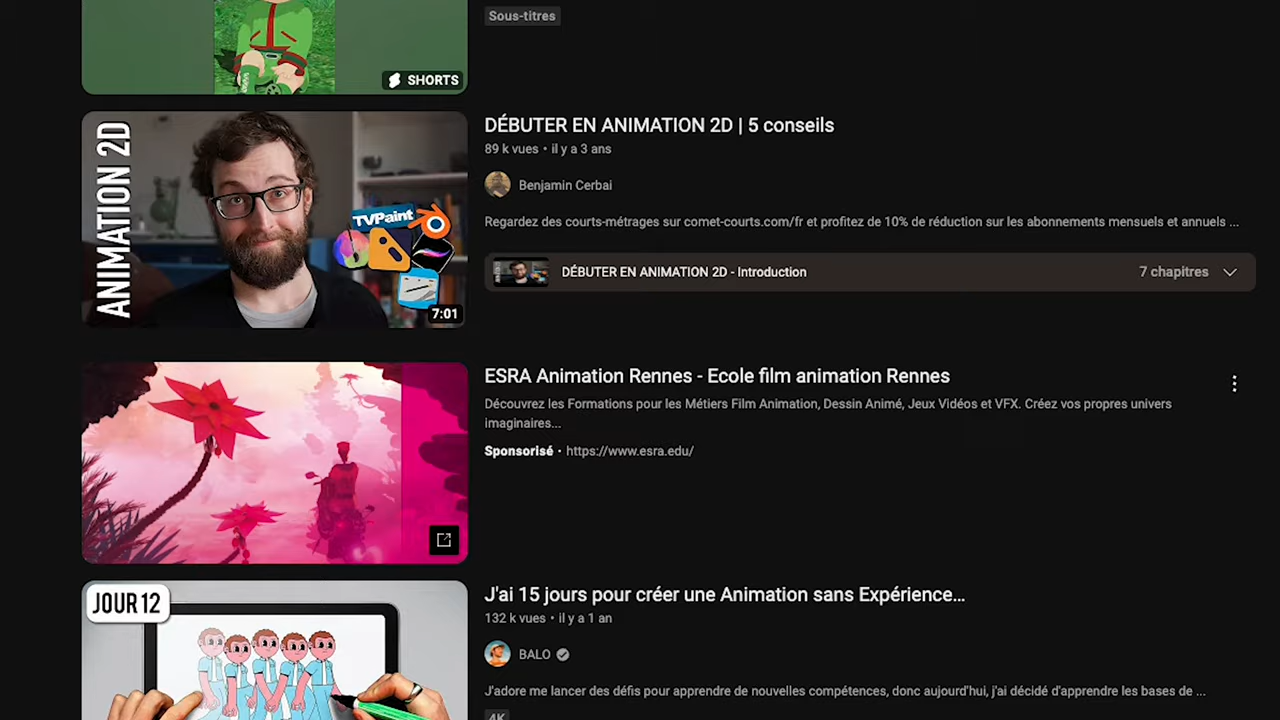 Sous-titres
SHORTS
ANIMATION 2D
TVPaint
7:01
DÉBUTER EN ANIMATION 2D | 5 conseils
89 k vues • il y a 3 ans
Benjamin Cerbai
Regardez des courts-métrages sur comet-courts.com/fr et profitez de 10% de réduction sur les abonnements mensuels et annuels ...
DÉBUTER EN ANIMATION 2D - Introduction
7 chapitres
ESRA Animation Rennes - Ecole film animation Rennes
Découvrez les Formations pour les Métiers Film Animation, Dessin Animé, Jeux Vidéos et VFX. Créez vos propres univers
imaginaires...
Sponsorisé • https://www.esra.edu/
JOUR 12
J'ai 15 jours pour créer une Animation sans Expérience...
132 k vues • il y a 1 an
BALO
J'adore me lancer des défis pour apprendre de nouvelles compétences, donc aujourd'hui, j'ai décidé d'apprendre les bases de ...
4K